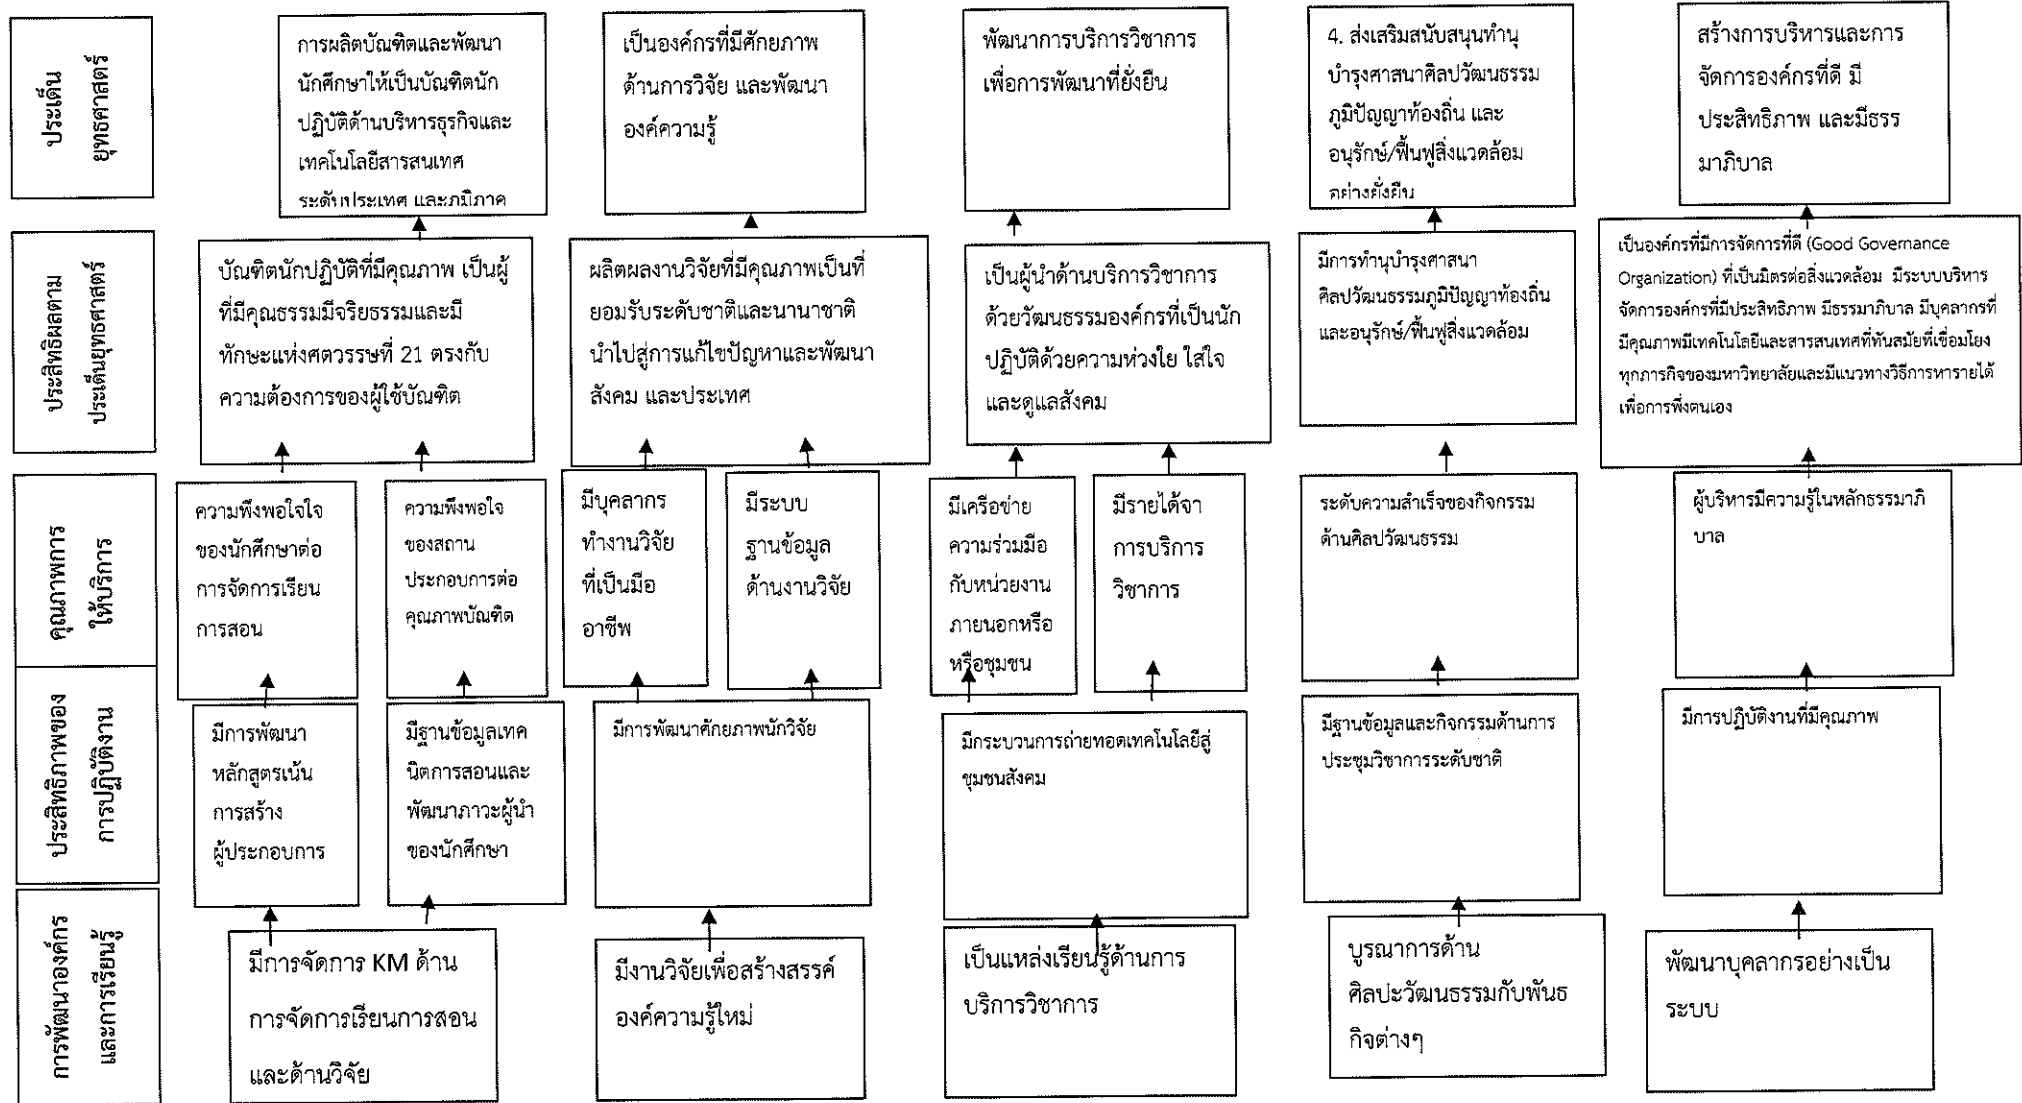 ประเด็น
ยุทธศาสตร์
การผลิตบัณฑิตและพัฒนา
นักศึกษาให้เป็นบัณฑิตนัก
ปฏิบัติด้านบริหารธุรกิจและ
เทคโนโลยีสารสนเทศ
ระดับประเทศ และภูมิภาค
เป็นองค์กรที่มีศักยภาพ
ด้านการวิจัย และพัฒนา
องค์ความรู้
พัฒนาการบริการวิชาการ
เพื่อการพัฒนาที่ยั่งยืน
4. ส่งเสริมสนับสนุนทำนุ
บำรุงศาสนาศิลปวัฒนธรรม
ภูมิปัญญาท้องถิ่น และ
อนุรักษ์/ฟื้นฟูสิ่งแวดล้อม
อย่างยั่งยืน
สร้างการบริหารและการ
จัดการองค์กรที่ดี มี
ประสิทธิภาพ และมีธรร
มาภิบาล
ประสิทธิผลตาม
ประเด็นยุทธศาสตร์
บัณฑิตนักปฏิบัติที่มีคุณภาพ เป็นผู้
ที่มีคุณธรรมมีจริยธรรมและมี
ทักษะแห่งศตวรรษที่ 21 ตรงกับ
ความต้องการของผู้ใช้บัณฑิต
ผลิตผลงานวิจัยที่มีคุณภาพเป็นที่
ยอมรับระดับชาติและนานาชาติ
นำไปสู่การแก้ไขปัญหาและพัฒนา
สังคม และประเทศ
เป็นผู้นำด้านบริการวิชาการ
ด้วยวัฒนธรรมองค์กรที่เป็นนัก
ปฏิบัติด้วยความห่วงใย ใส่ใจ
และดูแลสังคม
มีการทำนุบำรุงศาสนา
ศิลปวัฒนธรรมภูมิปัญญาท้องถิ่น
และอนุรักษ์/ฟื้นฟูสิ่งแวดล้อม
เป็นองค์กรที่มีการจัดการที่ดี (Good Governance
Organization) ที่เป็นมิตรต่อสิ่งแวดล้อม มีระบบบริหาร
จัดการองค์กรที่มีประสิทธิภาพ มีธรรมาภิบาล มีบุคลากรที่
มีคุณภาพมีเทคโนโลยีและสารสนเทศที่ทันสมัยที่เชื่อมโยง
ทุกภารกิจของมหาวิทยาลัยและมีแนวทางวิธีการหารายได้
เพื่อการพึ่งตนเอง
คุณภาพการ
ให้บริการ
ความพึงพอใจใจ
ของนักศึกษาต่อ
การจัดการเรียน
การสอน
ความพึงพอใจ
ของสถาน
ประกอบการต่อ
คุณภาพบัณฑิต
มีบุคลากร
ทำงานวิจัย
ที่เป็นมือ
อาชีพ
มีระบบ
ฐานข้อมูล
ด้านงานวิจัย
มีเครือข่าย
ความร่วมมือ
กับหน่วยงาน
ภายนอกหรือ
หรือชุมชน
มีรายได้จา
การบริการ
วิชาการ
ระดับความสำเร็จของกิจกรรม
ด้านศิลปวัฒนธรรม
ผู้บริหารมีความรู้ในหลักธรรมาภิ
บาล
ประสิทธิภาพของ
การปฏิบัติงาน
มีการพัฒนา
หลักสูตรเน้น
การสร้าง
ผู้ประกอบการ
มีฐานข้อมูลเทค
นิตการสอนและ
พัฒนาภาวะผู้นำ
ของนักศึกษา
มีการพัฒนาศักยภาพนักวิจัย
มีกระบวนการถ่ายทอดเทคโนโลยีสู่
ชุมชนสังคม
มีฐานข้อมูลและกิจกรรมด้านการ
ประชุมวิชาการระดับชาติ
มีการปฏิบัติงานที่มีคุณภาพ
การพัฒนาองค์กร
และการเรียนรู้
มีการจัดการ KM ด้าน
การจัดการเรียนการสอน
และด้านวิจัย
มีงานวิจัยเพื่อสร้างสรรค์
องค์ความรู้ใหม่
เป็นแหล่งเรียนรู้ด้านการ
บริการวิชาการ
บูรณาการด้าน
ศิลปะวัฒนธรรมกับพันธ
กิจต่างๆ
พัฒนาบุคลากรอย่างเป็น
ระบบ